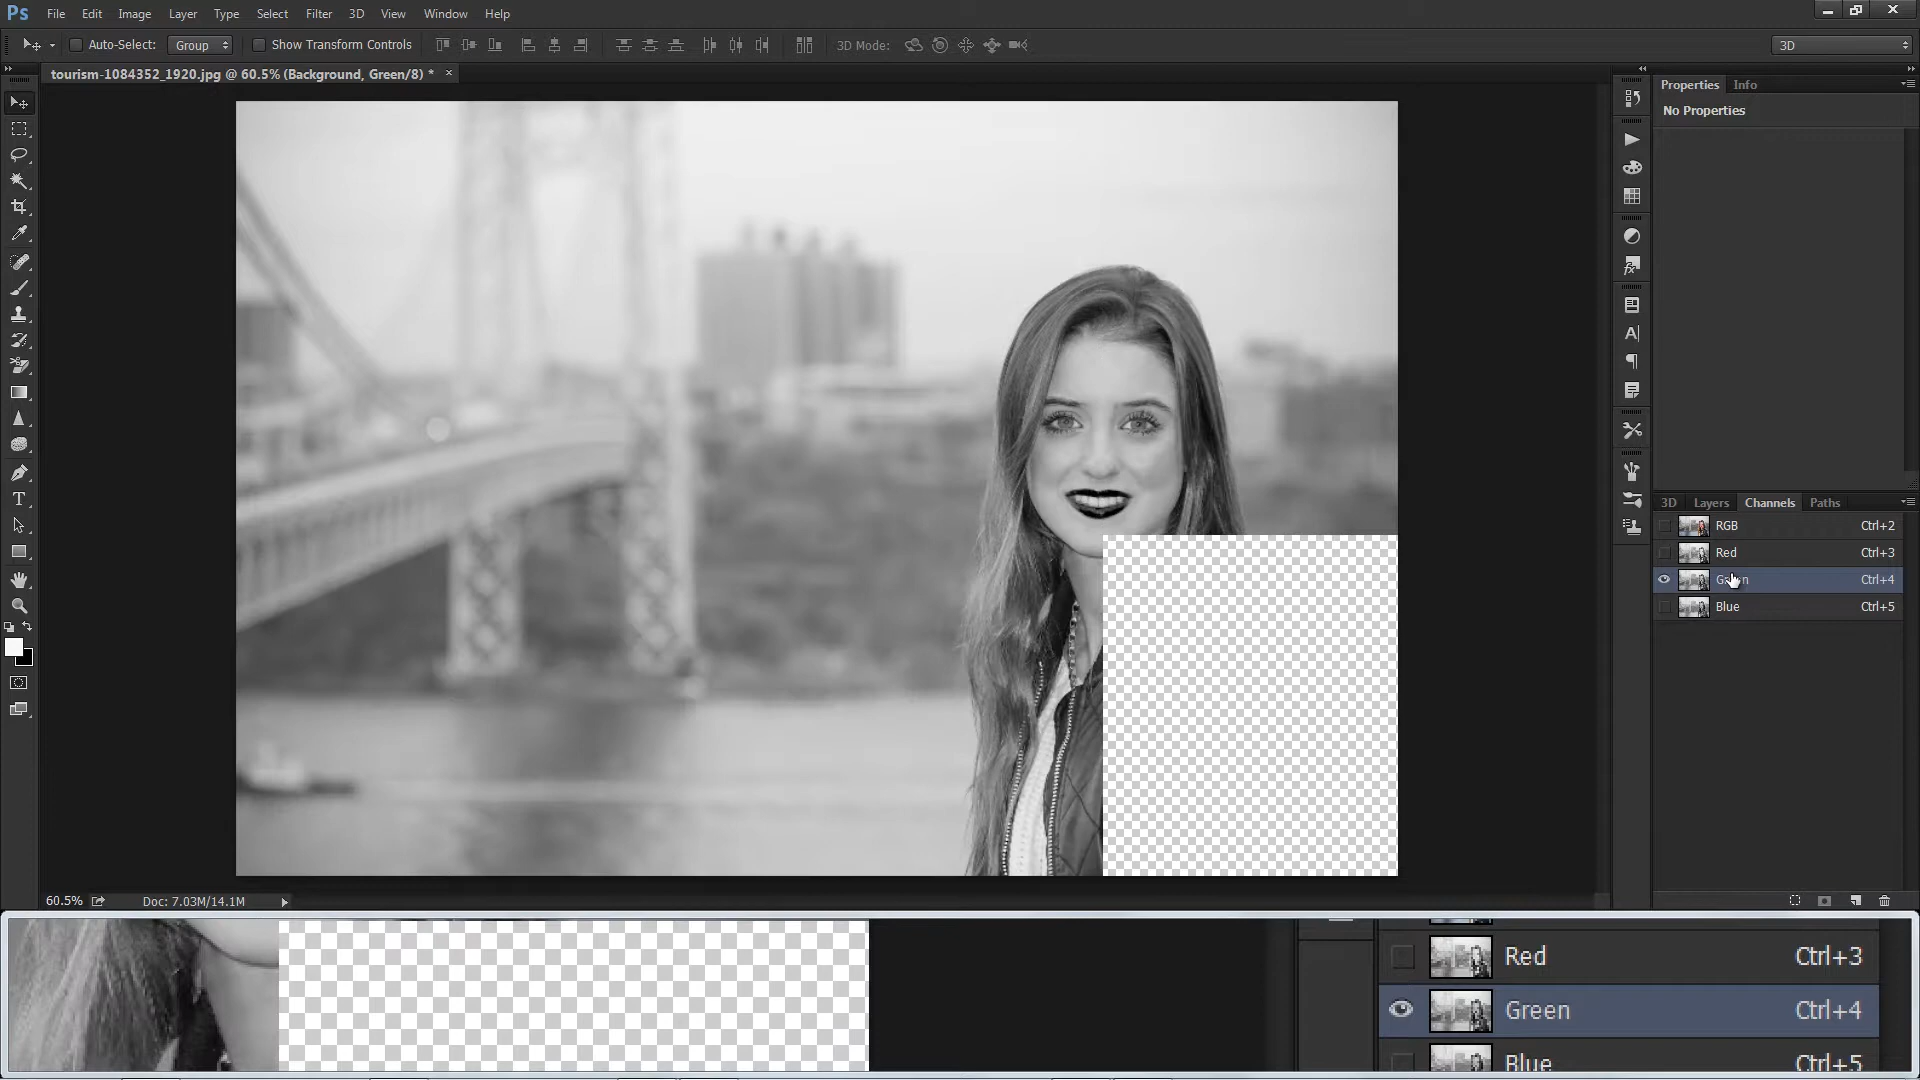 Ps File Edit Image Layer Type Select Filter 3D View Window Help
Auto-Select: Group Show Transform Controls 3D Mode: 3D
tourism-1084352_1920.jpg @ 60.5% (Background, Green/8) * ×
Properties Info
No Properties
3D Layers Channels Paths
RGB Ctrl+2
Red Ctrl+3
Green Ctrl+4
Blue Ctrl+5
60.5% Doc: 7.03M/14.1M
Red Ctrl+3
Green Ctrl+4
Blue Ctrl+5